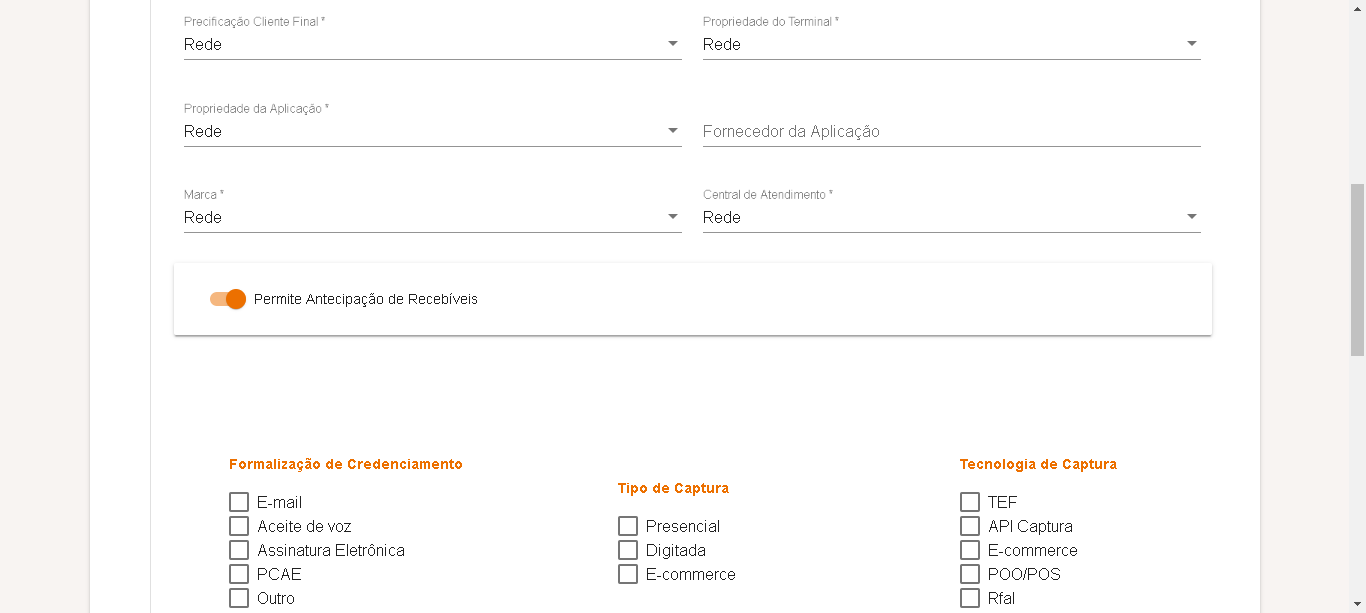 Precificação Cliente Final *
Rede
Propriedade do Terminal *
Rede
Propriedade da Aplicação *
Rede
Fornecedor da Aplicação
Marca *
Rede
Central de Atendimento *
Rede
Permite Antecipação de Recebíveis
Formalização de Credenciamento
E-mail
Aceite de voz
Assinatura Eletrônica
PCAE
Outro
Tipo de Captura
Presencial
Digitada
E-commerce
Tecnologia de Captura
TEF
API Captura
E-commerce
POO/POS
Rfal